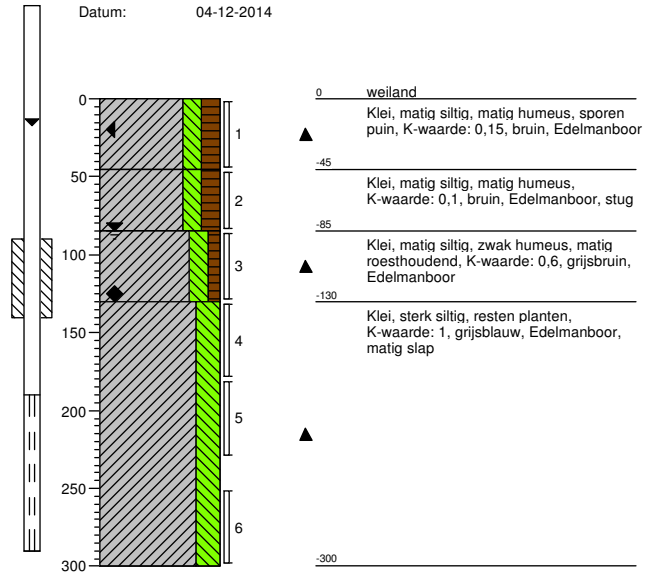 Datum: 04-12-2014
0 weiland
0
Klei, matig siltig, matig humeus, sporen
puin, K-waarde: 0,15, bruin, Edelmanboor
1
-45
50
Klei, matig siltig, matig humeus,
K-waarde: 0,1, bruin, Edelmanboor, stug
2
-85
100
Klei, matig siltig, zwak humeus, matig
roesthoudend, K-waarde: 0,6, grijsbruin,
Edelmanboor
3
-130
150
Klei, sterk siltig, resten planten,
K-waarde: 1, grijsblauw, Edelmanboor,
matig slap
4
200
5
250
6
-300
300